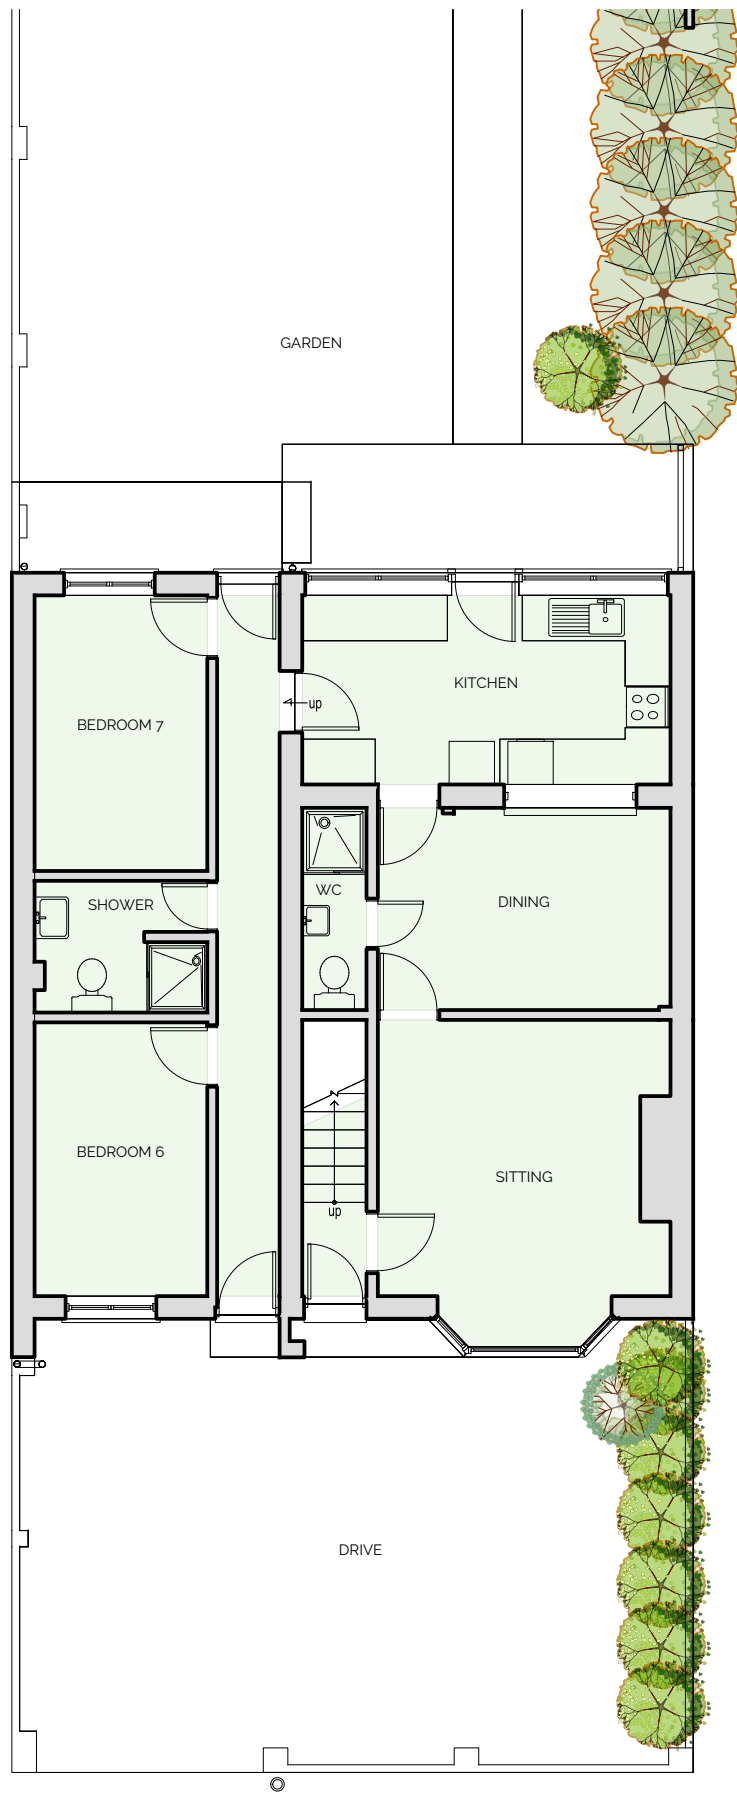 GARDEN
KITCHEN
up
BEDROOM 7
WC
SHOWER
DINING
BEDROOM 6
SITTING
up
DRIVE